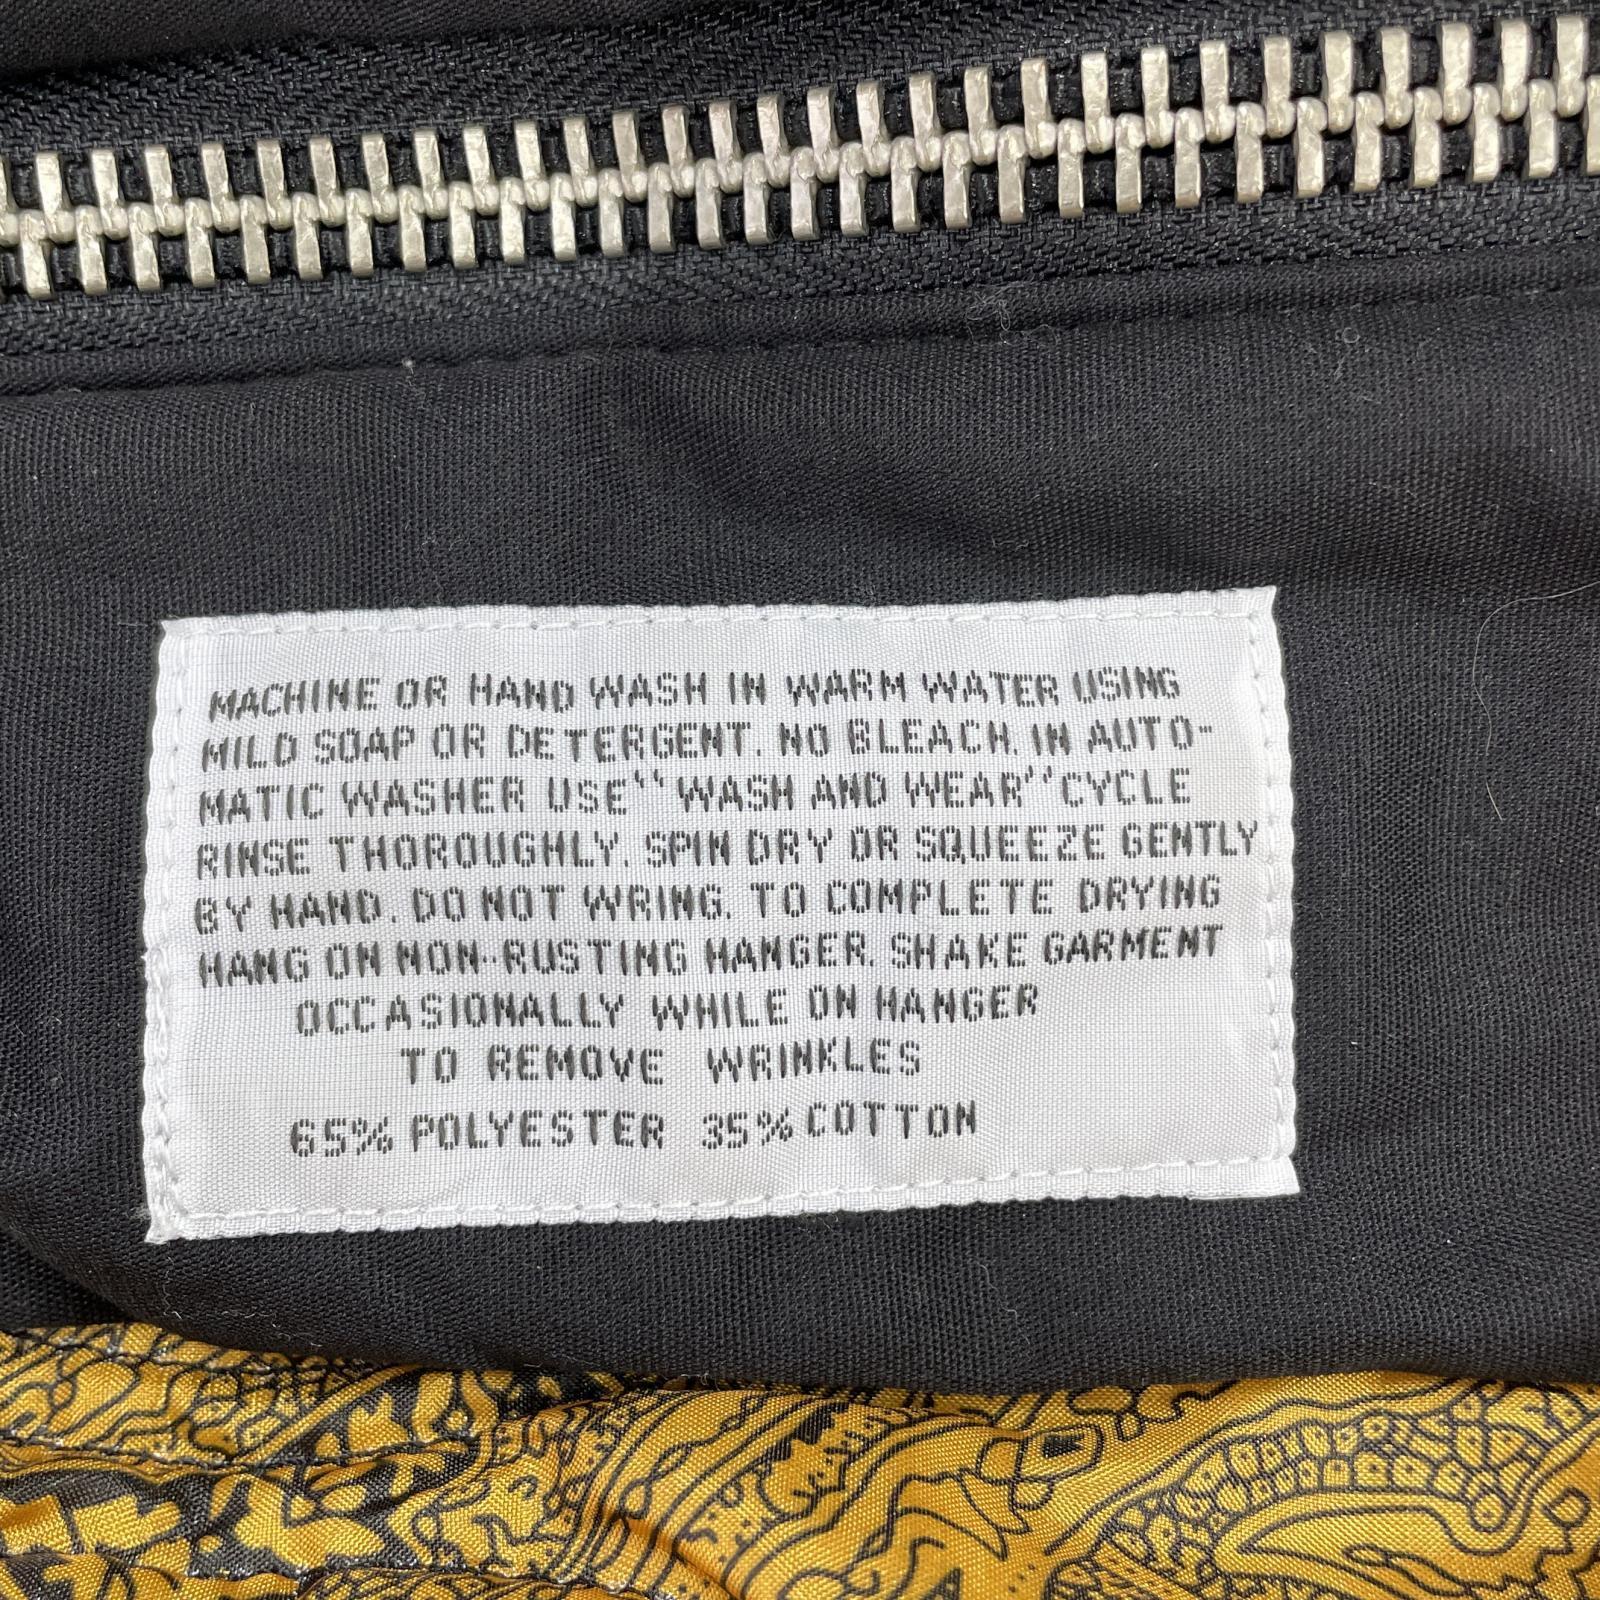 MACHINE OR HAND WASH IN WARM WATER USING
MILD SOAP OR DETERGENT. NO BLEACH. IN AUTO-
MATIC WASHER USE "WASH AND WEAR" CYCLE
RINSE THOROUGHLY. SPIN DRY OR SQUEEZE GENTLY
BY HAND. DO NOT WRING. TO COMPLETE DRYING
HANG ON NON-RUSTING HANGER. SHAKE GARMENT
OCCASIONALLY WHILE ON HANGER
TO REMOVE WRINKLES
65% POLYESTER 35% COTTON